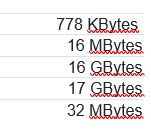 778 KBytes
16 MBytes
16 GBytes
17 GBytes
32 MBytes